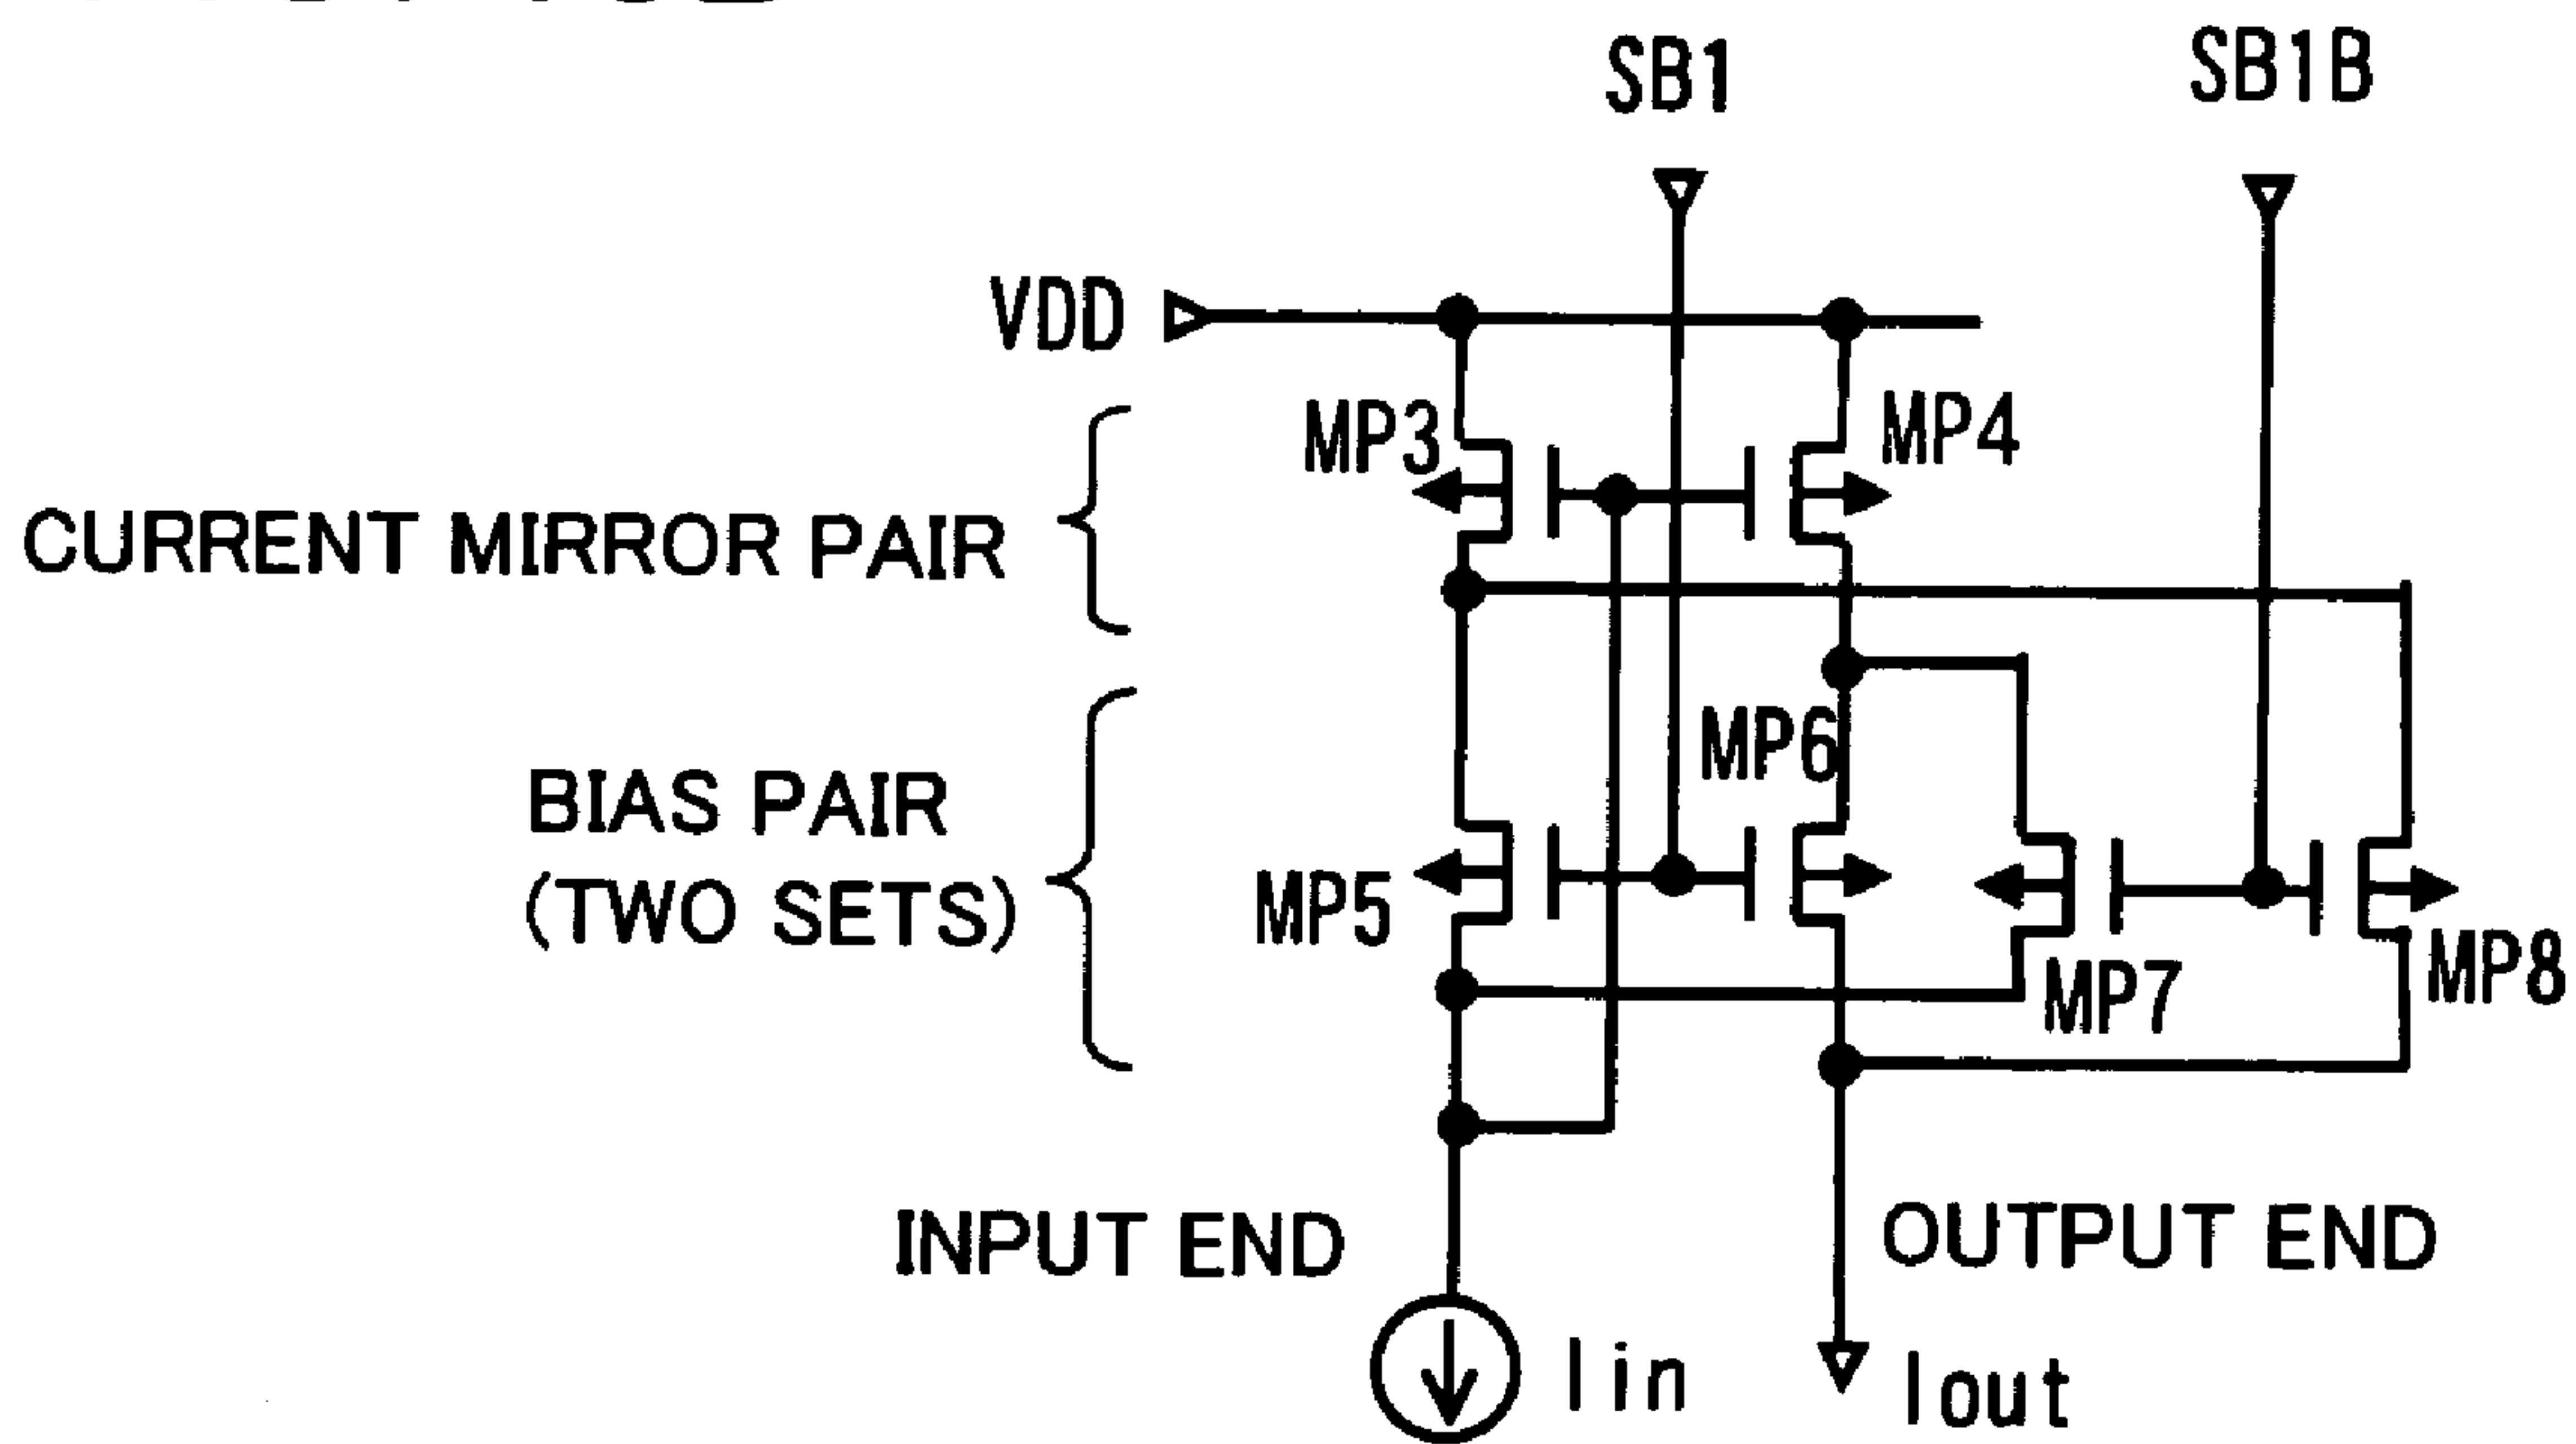 SB1
SB1B
VDD
MP3
MP4
CURRENT MIRROR PAIR
MP6
BIAS PAIR
(TWO SETS)
MP5
MP7
MP8
INPUT END
OUTPUT END
Iin
Iout